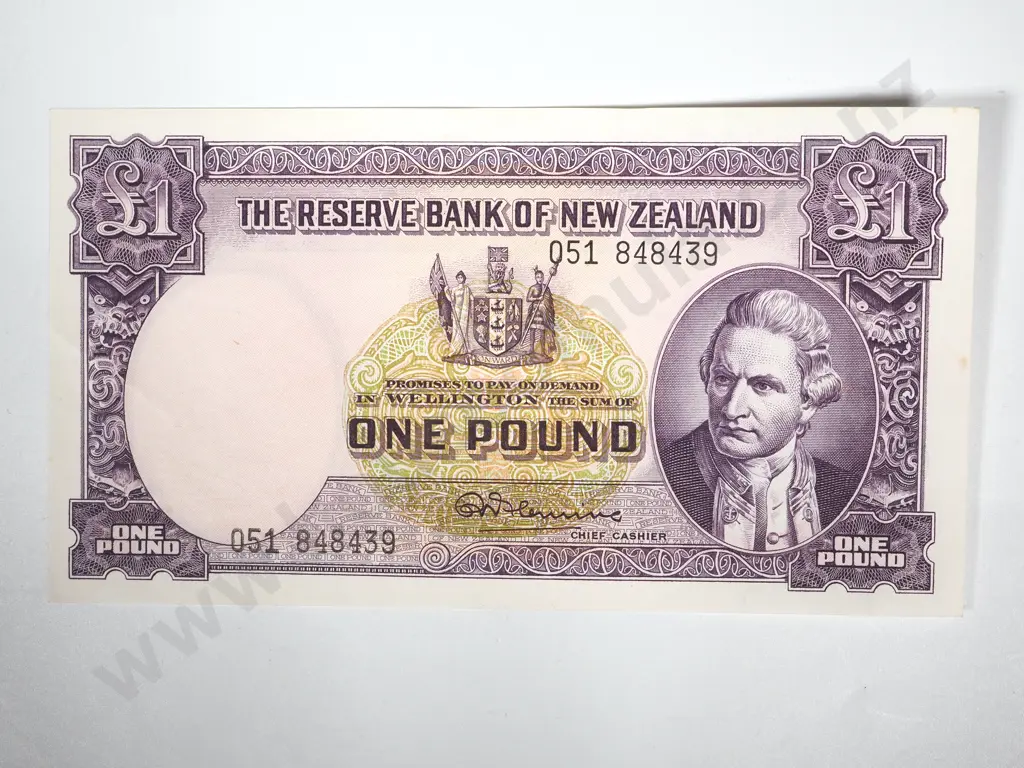 £1 £1
THE RESERVE BANK OF NEW ZEALAND
051 848439
ONWARD
PROMISES TO PAY ON DEMAND
IN WELLINGTON THE SUM OF
ONE POUND
CHIEF CASHIER
051 848439
ONE
POUND
ONE
POUND